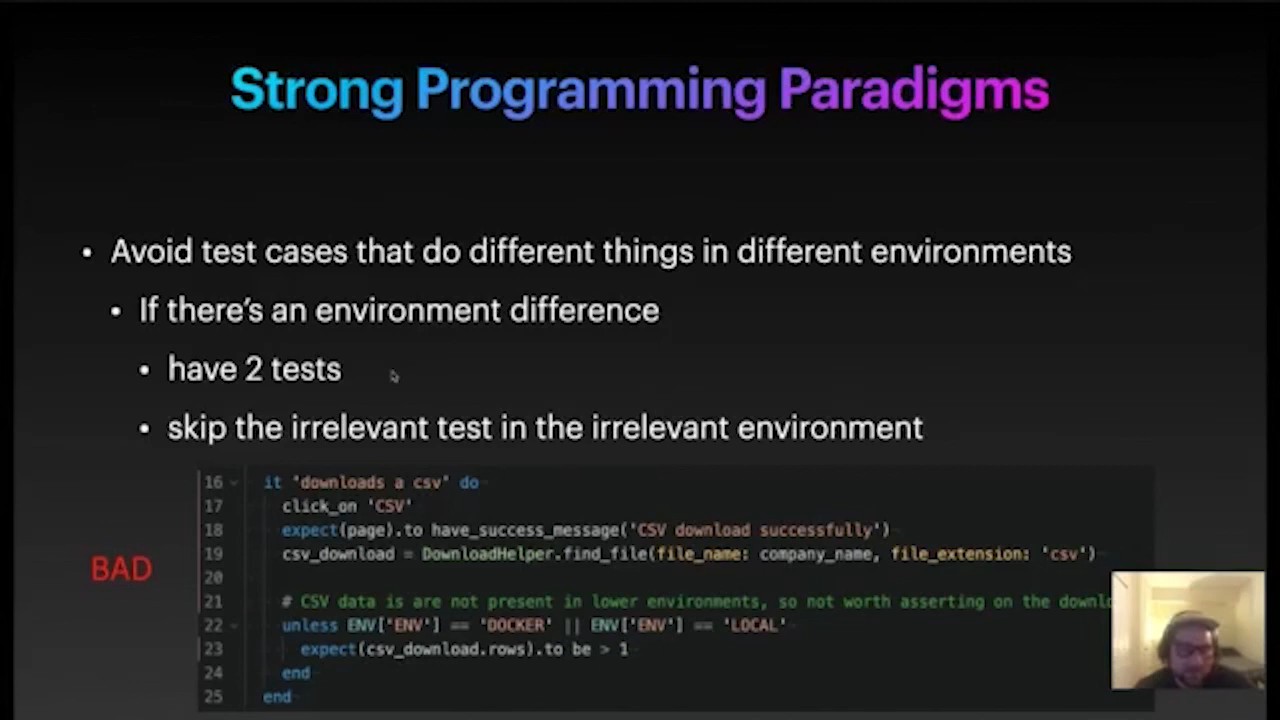 Strong Programming Paradigms
• Avoid test cases that do different things in different environments
• If there's an environment difference
• have 2 tests
• skip the irrelevant test in the irrelevant environment
BAD
16 it 'downloads a csv' do
17 click_on 'CSV'
18 expect(page).to have_success_message('CSV download successfully')
19 csv_download = DownloadHelper.find_file(file_name: company_name, file_extension: 'csv')
20
21 # CSV data is are not present in lower environments, so not worth asserting on the downlo
22 unless ENV['ENV'] == 'DOCKER' || ENV['ENV'] == 'LOCAL'
23 expect(csv_download.rows).to be > 1
24 end
25 end